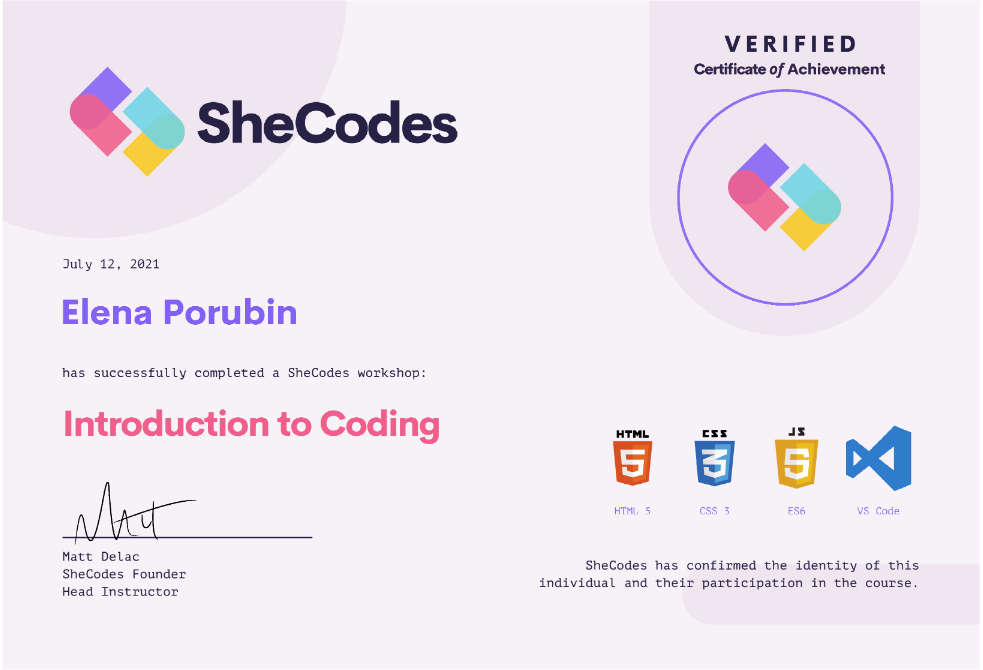 SheCodes
VERIFIED
Certificate of Achievement
July 12, 2021
Elena Porubin
has successfully completed a SheCodes workshop:
Introduction to Coding
HTML
5
CSS
3
JS
5
HTML 5
CSS 3
ES6
VS Code
Matt
Matt Delac
SheCodes Founder
Head Instructor
SheCodes has confirmed the identity of this
individual and their participation in the course.